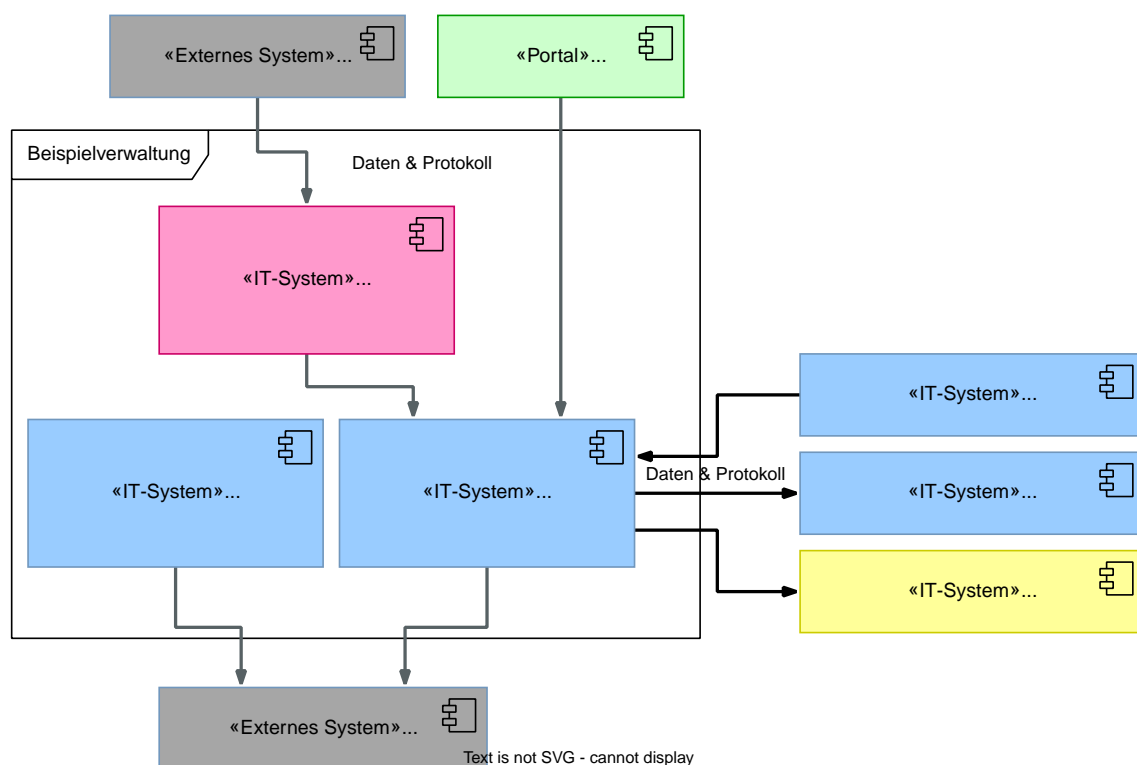 «Externes System»...
«Portal»...
Beispielverwaltung
Daten & Protokoll
«IT-System»...
«IT-System»...
«IT-System»...
«IT-System»...
Daten & Protokoll
«IT-System»...
«IT-System»...
«Externes System»...
Text is not SVG - cannot display